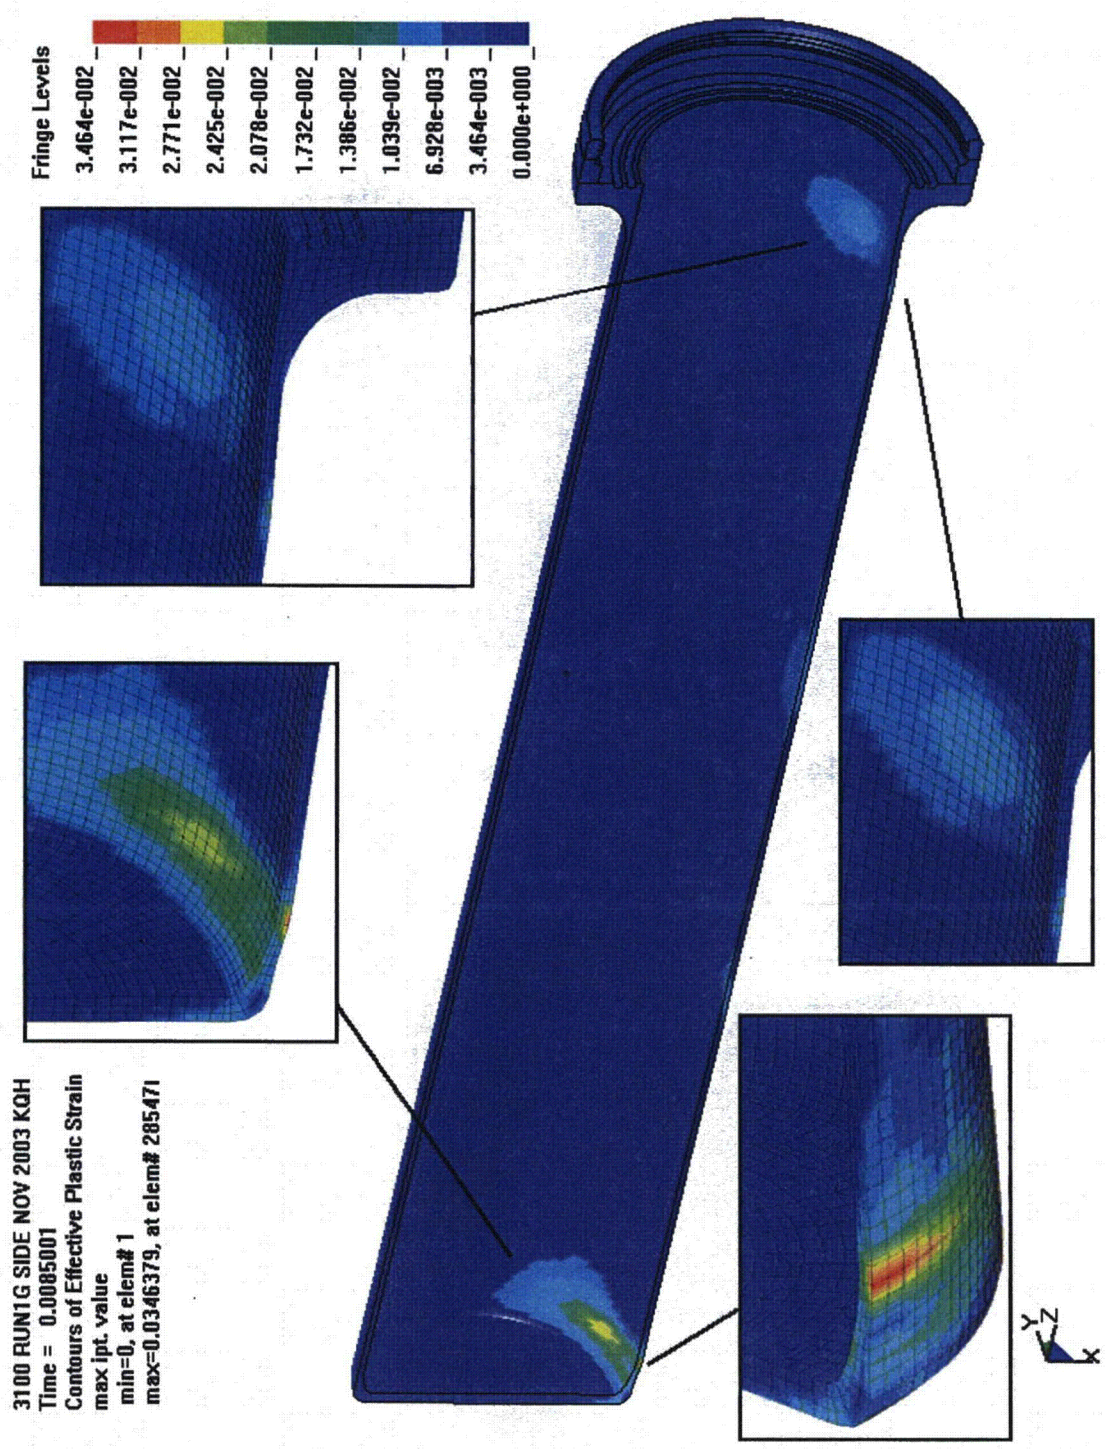 3100 RUN1G SIDE NOV 2003 KQH
Time = 0.0085001
Contours of Effective Plastic Strain
max ipt. value
min=0, at elem# 1
max=0.0346379, at elem# 285471
Fringe Levels
3.464e-002
3.117e-002
2.771e-002
2.425e-002
2.078e-002
1.732e-002
1.386e-002
1.039e-002
6.928e-003
3.464e-003
0.000e+000
Y
Z
X